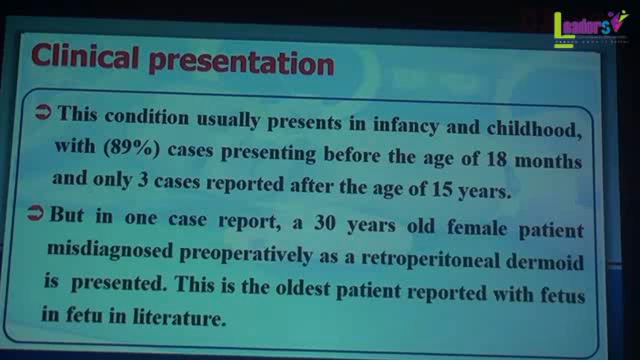 Leadors
Clinical presentation
➲ This condition usually presents in infancy and childhood,
with (89%) cases presenting before the age of 18 months
and only 3 cases reported after the age of 15 years.
➲ But in one case report, a 30 years old female patient
misdiagnosed preoperatively as a retroperitoneal dermoid
is presented. This is the oldest patient reported with fetus
in fetu in literature.